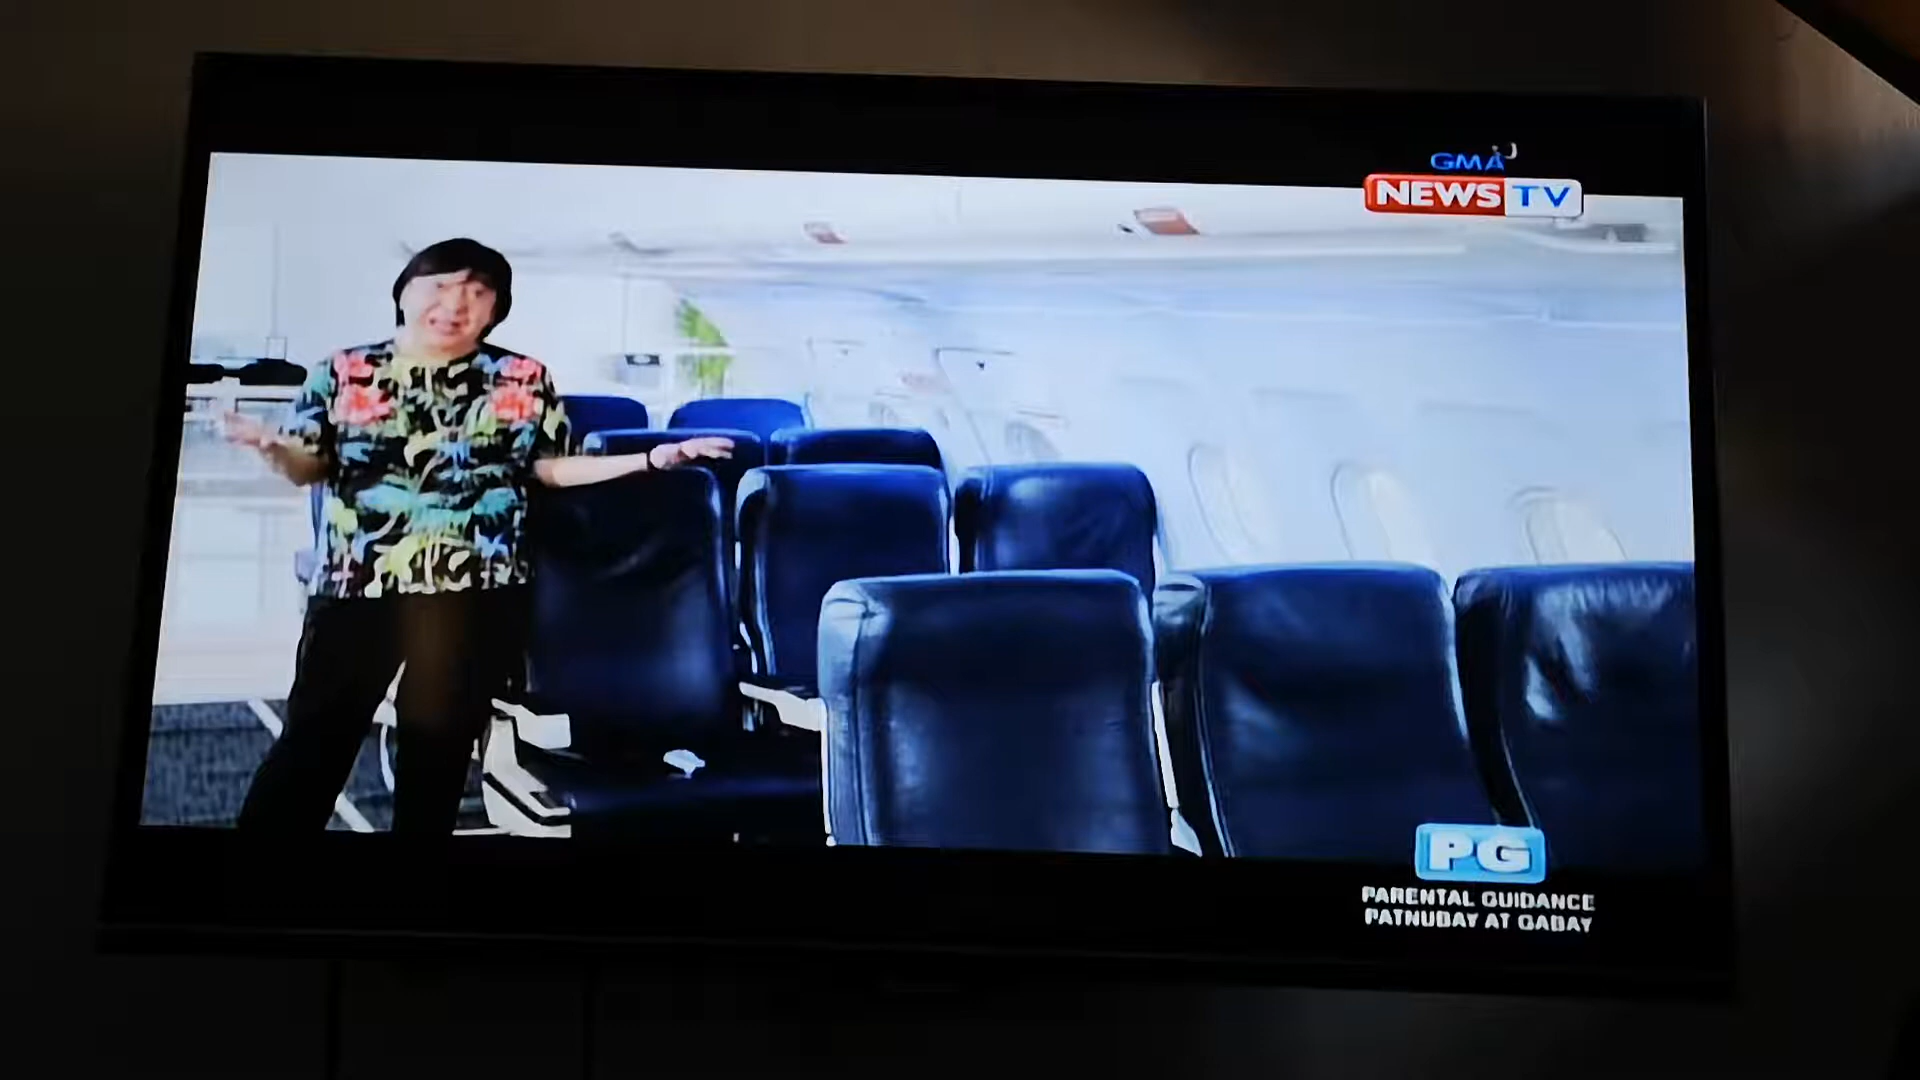 GMA
NEWS TV
PG
PARENTAL GUIDANCE
PATNUBAY AT GABAY